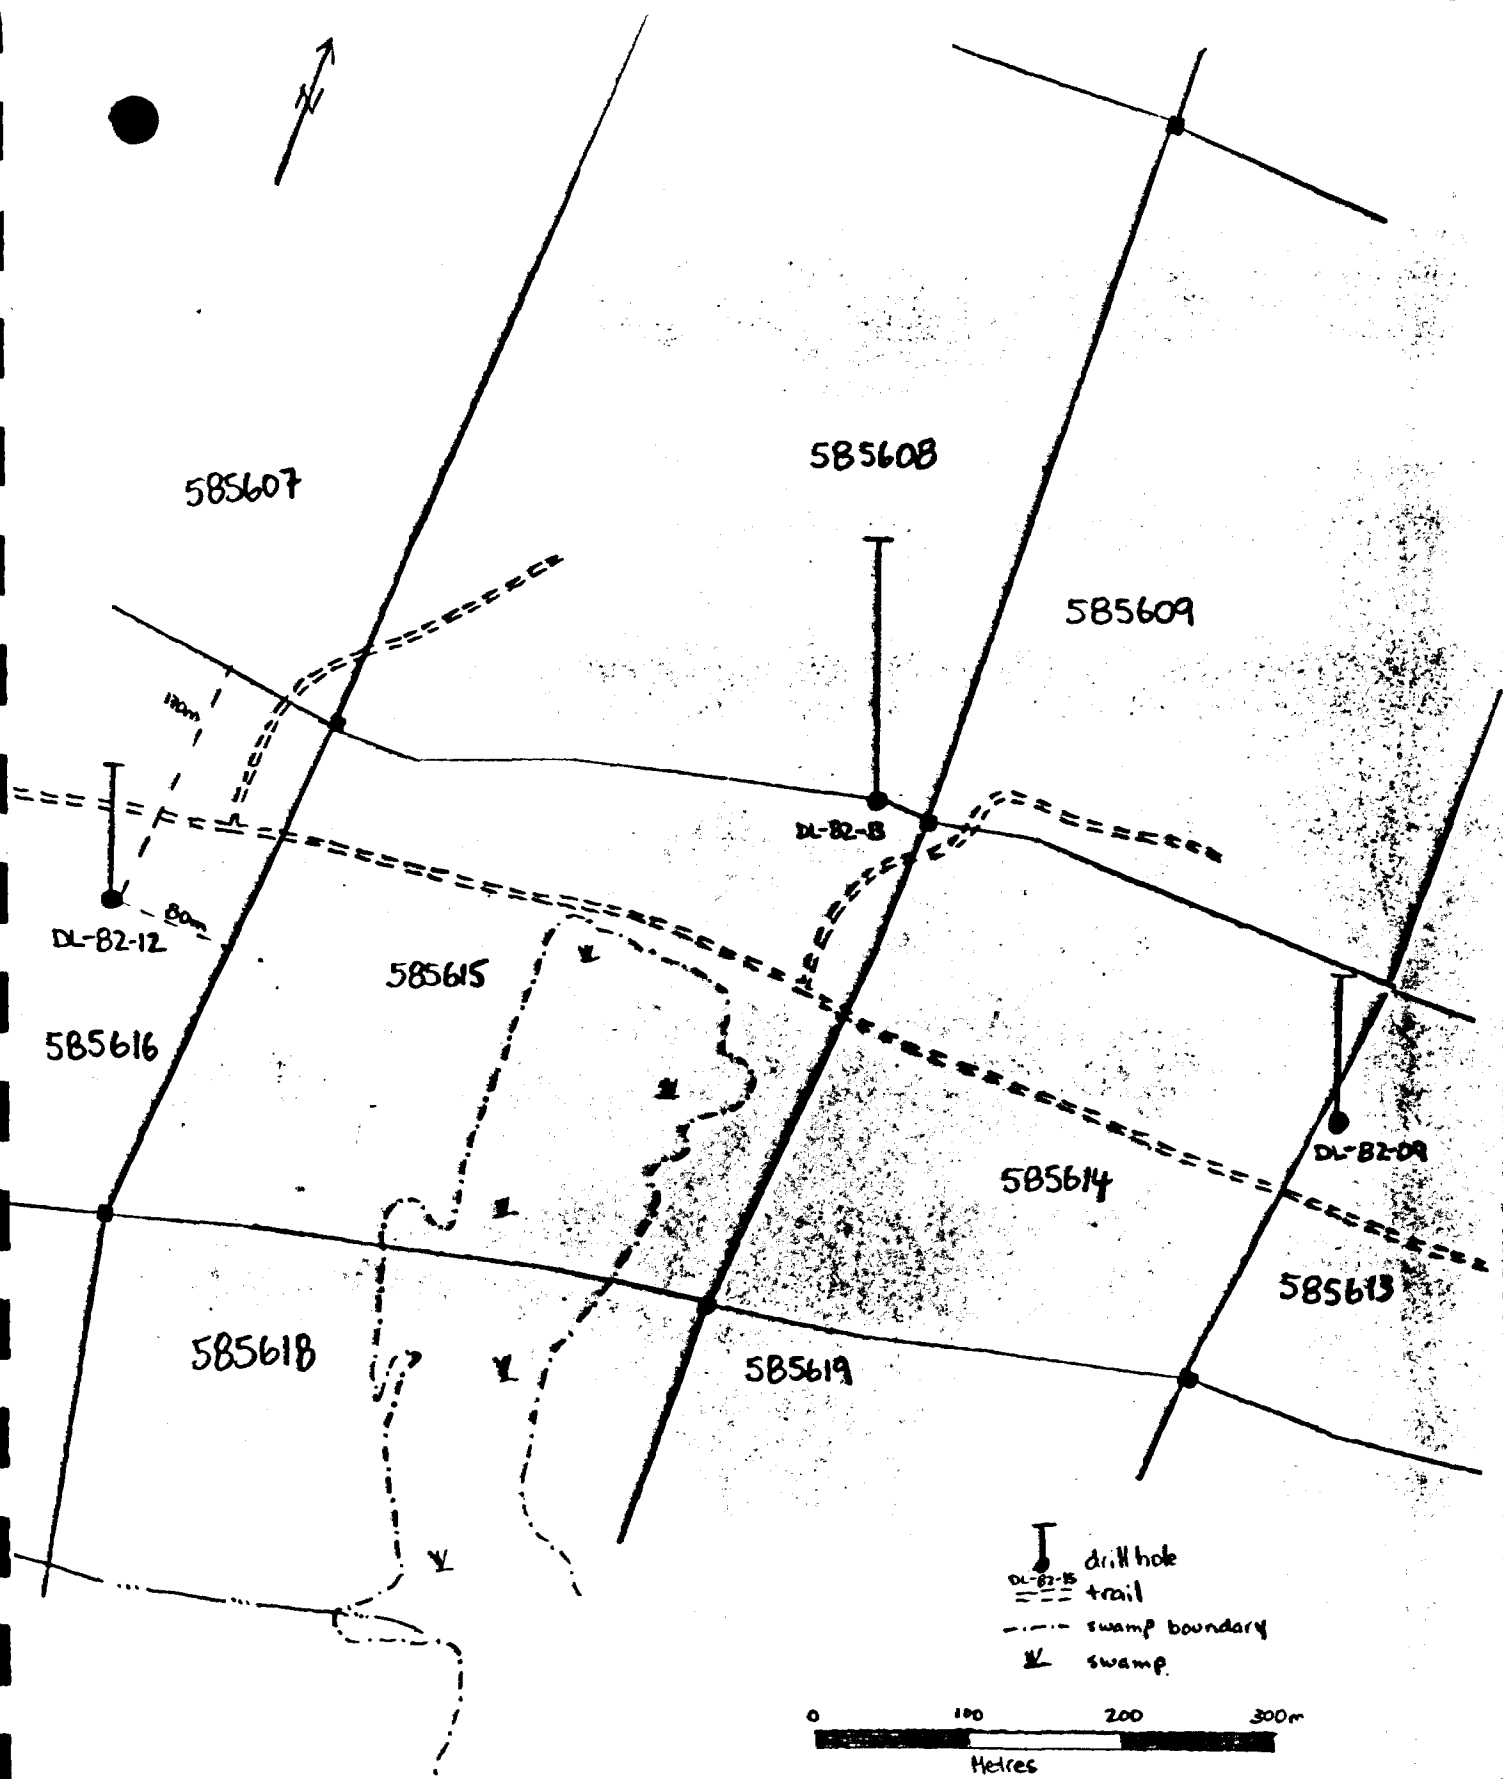 N
585608
585607
585609
170m
DL-82-13
80m
DL-82-12
585615
585616
DL-82-09
585614
585613
585618
585619
drill hole
DL-82-13
trail
swamp boundary
swamp
0 100 200 300m
Metres